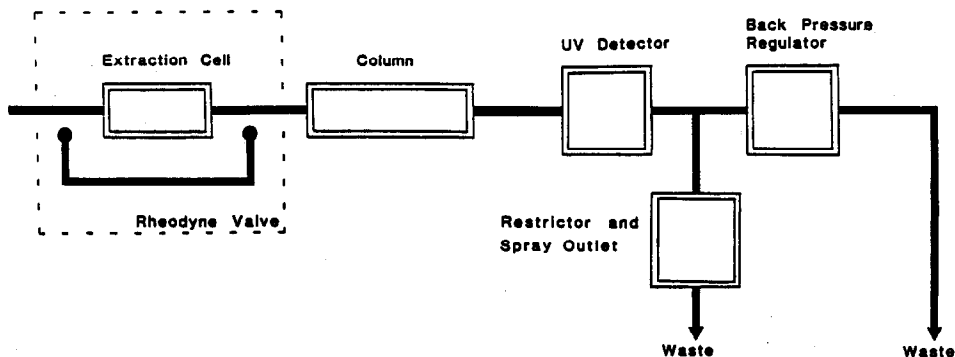 Back Pressure
Regulator
UV Detector
Extraction Cell
Column
Rheodyne Valve
Restrictor and
Spray Outlet
Waste
Waste